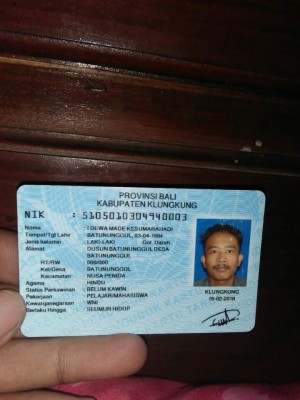 PROVINSI BALI
KABUPATEN KLUNGKUNG
NIK : 5105010304940003
Nama : I DEWA MADE KESUMARAHADI
Tempat/Tgl Lahir : BATUNUNGGUL, 03-04-1994
Jenis kelamin : LAKI-LAKI Gol. Darah
Alamat : DUSUN BATUNUNGGUL DESA
BATUNUNGGUL
RT/RW : 000/000
Kel/Desa : BATUNUNGGUL
Kecamatan : NUSA PENIDA
Agama : HINDU
Status Perkawinan : BELUM KAWIN
Pekerjaan : PELAJAR/MAHASISWA
Kewarganegaraan : WNI
Berlaku Hingga : SEUMUR HIDUP
KLUNGKUNG